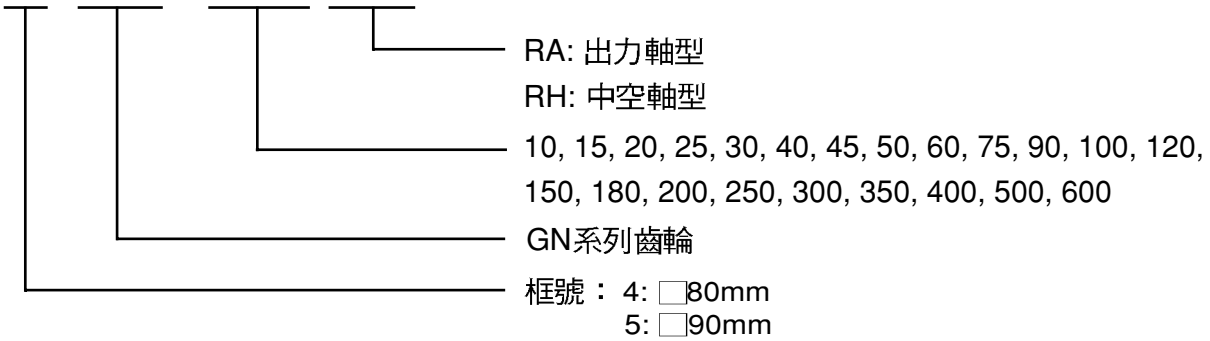 RA: 出力軸型
RH: 中空軸型
10, 15, 20, 25, 30, 40, 45, 50, 60, 75, 90, 100, 120,
150, 180, 200, 250, 300, 350, 400, 500, 600
GN系列齒輪
框號： 4: □80mm
5: □90mm